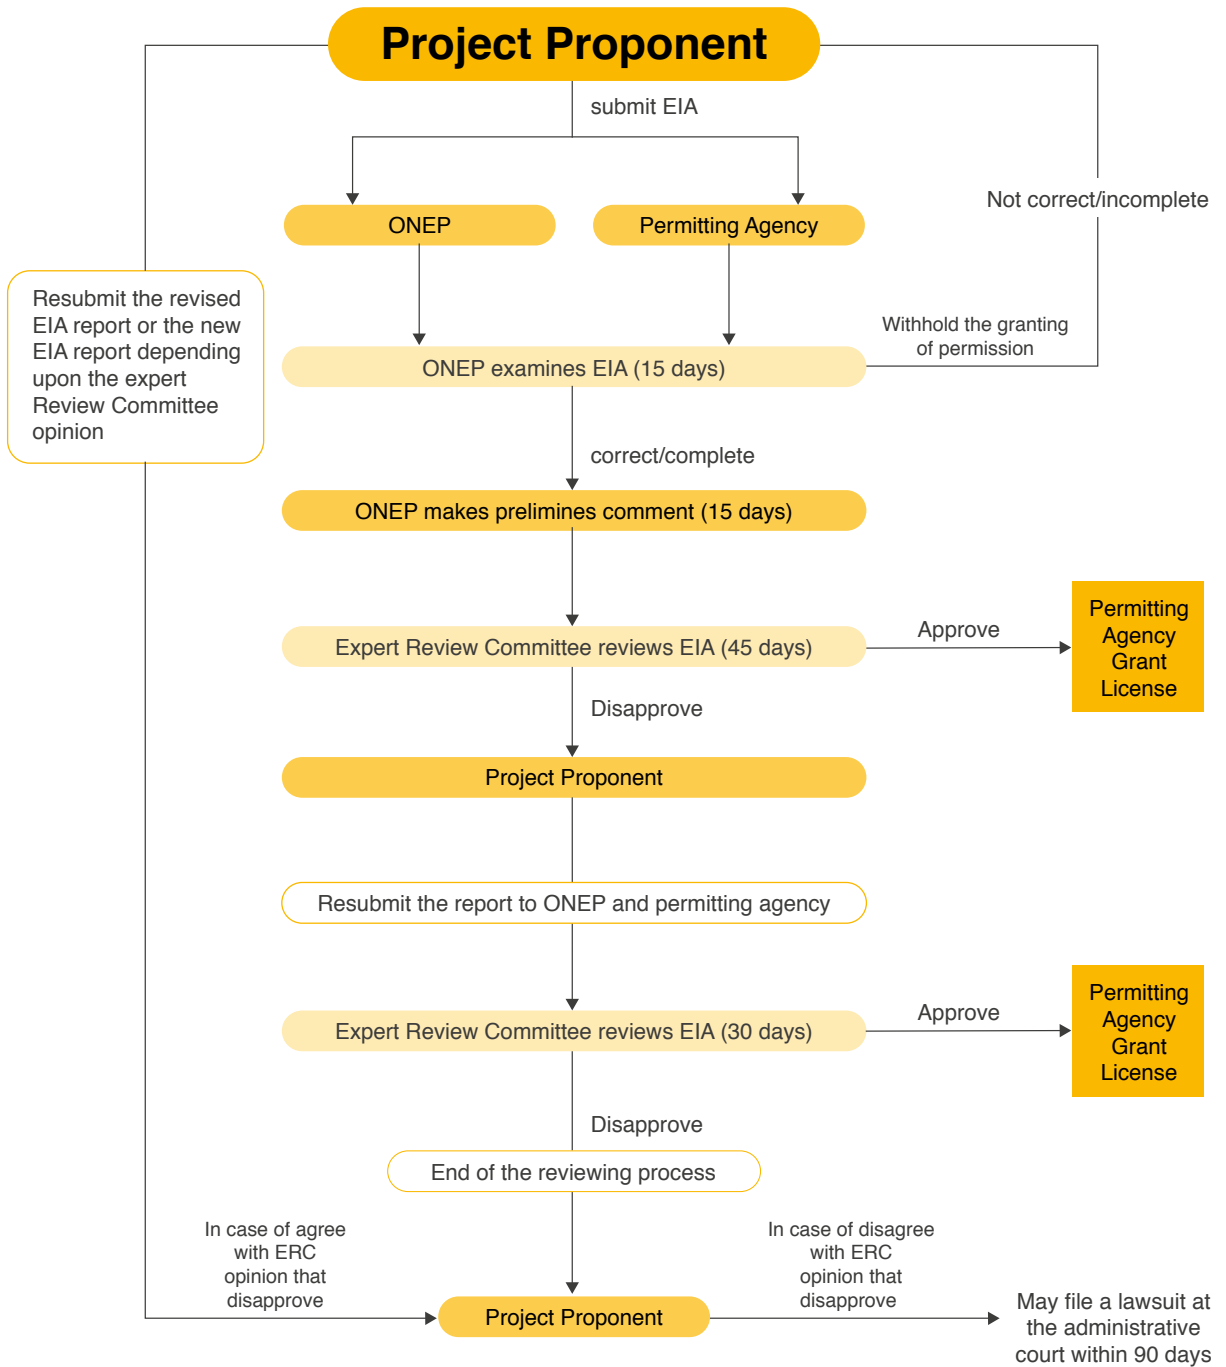 Project Proponent
submit EIA
Not correct/incomplete
ONEP
Permitting Agency
Resubmit the revised
EIA report or the new
EIA report depending
upon the expert
Review Committee
opinion
Withhold the granting
of permission
ONEP examines EIA (15 days)
correct/complete
ONEP makes prelimines comment (15 days)
Expert Review Committee reviews EIA (45 days)
Approve
Permitting
Agency
Grant
License
Disapprove
Project Proponent
Resubmit the report to ONEP and permitting agency
Expert Review Committee reviews EIA (30 days)
Approve
Permitting
Agency
Grant
License
Disapprove
End of the reviewing process
In case of agree
with ERC
opinion that
disapprove
In case of disagree
with ERC
opinion that
disapprove
Project Proponent
May file a lawsuit at
the administrative
court within 90 days